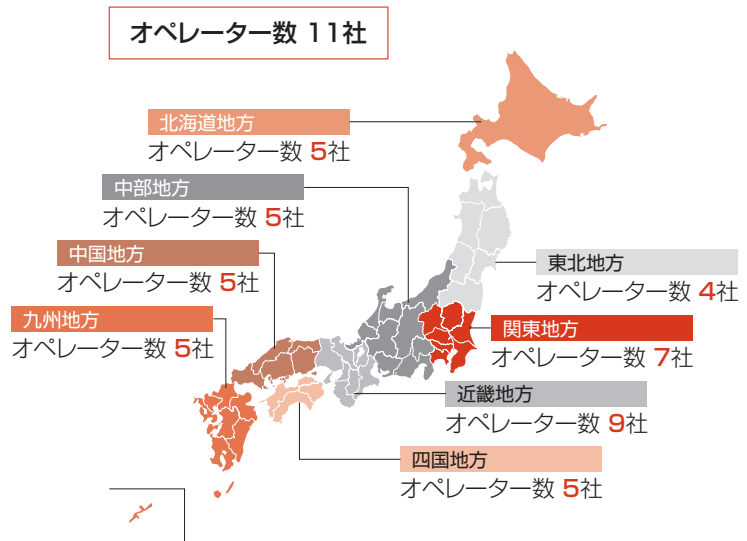 オペレーター数 11社
北海道地方
オペレーター数 5社
中部地方
オペレーター数 5社
中国地方
オペレーター数 5社
九州地方
オペレーター数 5社
東北地方
オペレーター数 4社
関東地方
オペレーター数 7社
近畿地方
オペレーター数 9社
四国地方
オペレーター数 5社